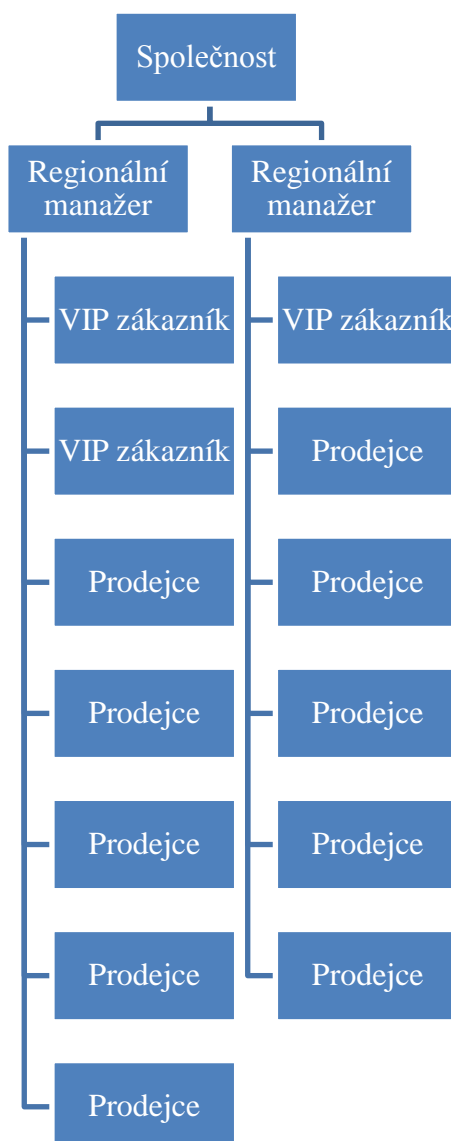 Společnost
Regionální
manažer
VIP zákazník
VIP zákazník
Prodejce
Prodejce
Prodejce
Prodejce
Prodejce
Regionální
manažer
VIP zákazník
Prodejce
Prodejce
Prodejce
Prodejce
Prodejce